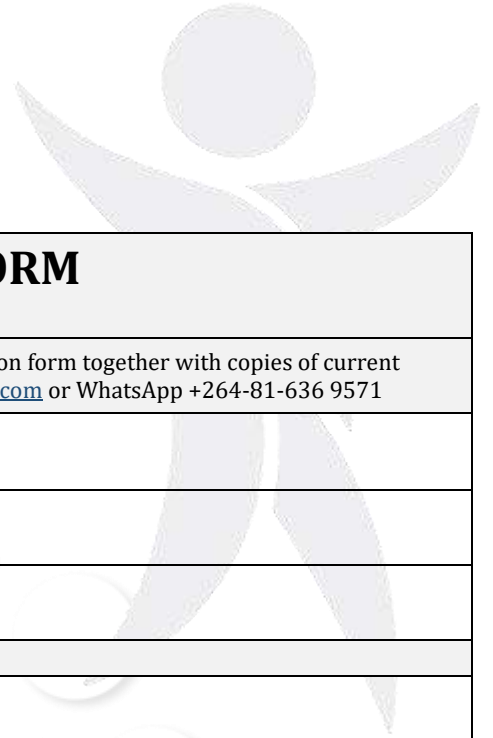 ORM
on form together with copies of current
com or WhatsApp +264-81-636 9571